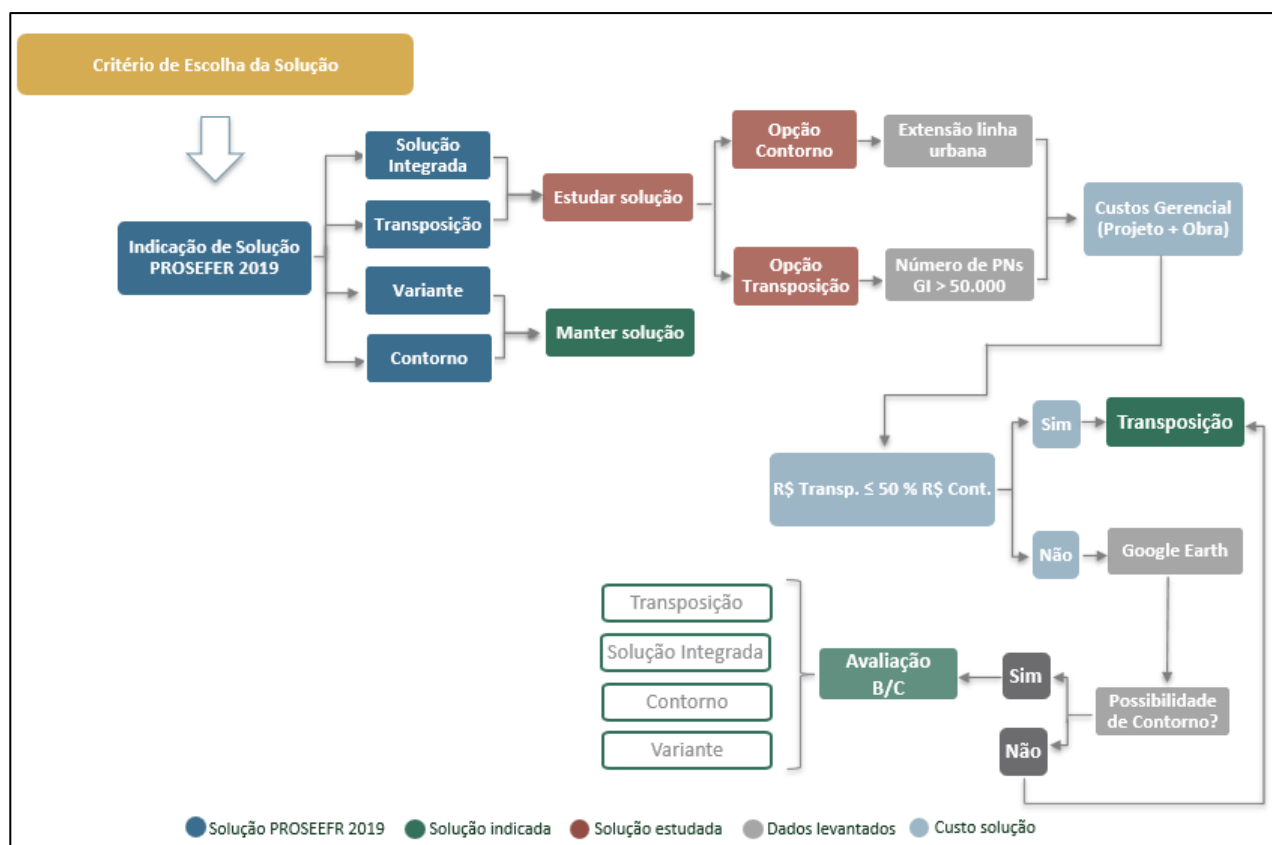 Critério de Escolha da Solução
Indicação de Solução
PROSEFER 2019
Solução
Integrada
Transposição
Variante
Contorno
Estudar solução
Manter solução
Opção
Contorno
Opção
Transposição
Extensão linha
urbana
Número de PNs
GI > 50.000
Custos Gerencial
(Projeto + Obra)
R$ Transp. ≤ 50 % R$ Cont.
Sim
Transposição
Não
Google Earth
Possibilidade
de Contorno?
Sim
Não
Avaliação
B/C
Transposição
Solução Integrada
Contorno
Variante
Solução PROSEEFR 2019
Solução indicada
Solução estudada
Dados levantados
Custo solução